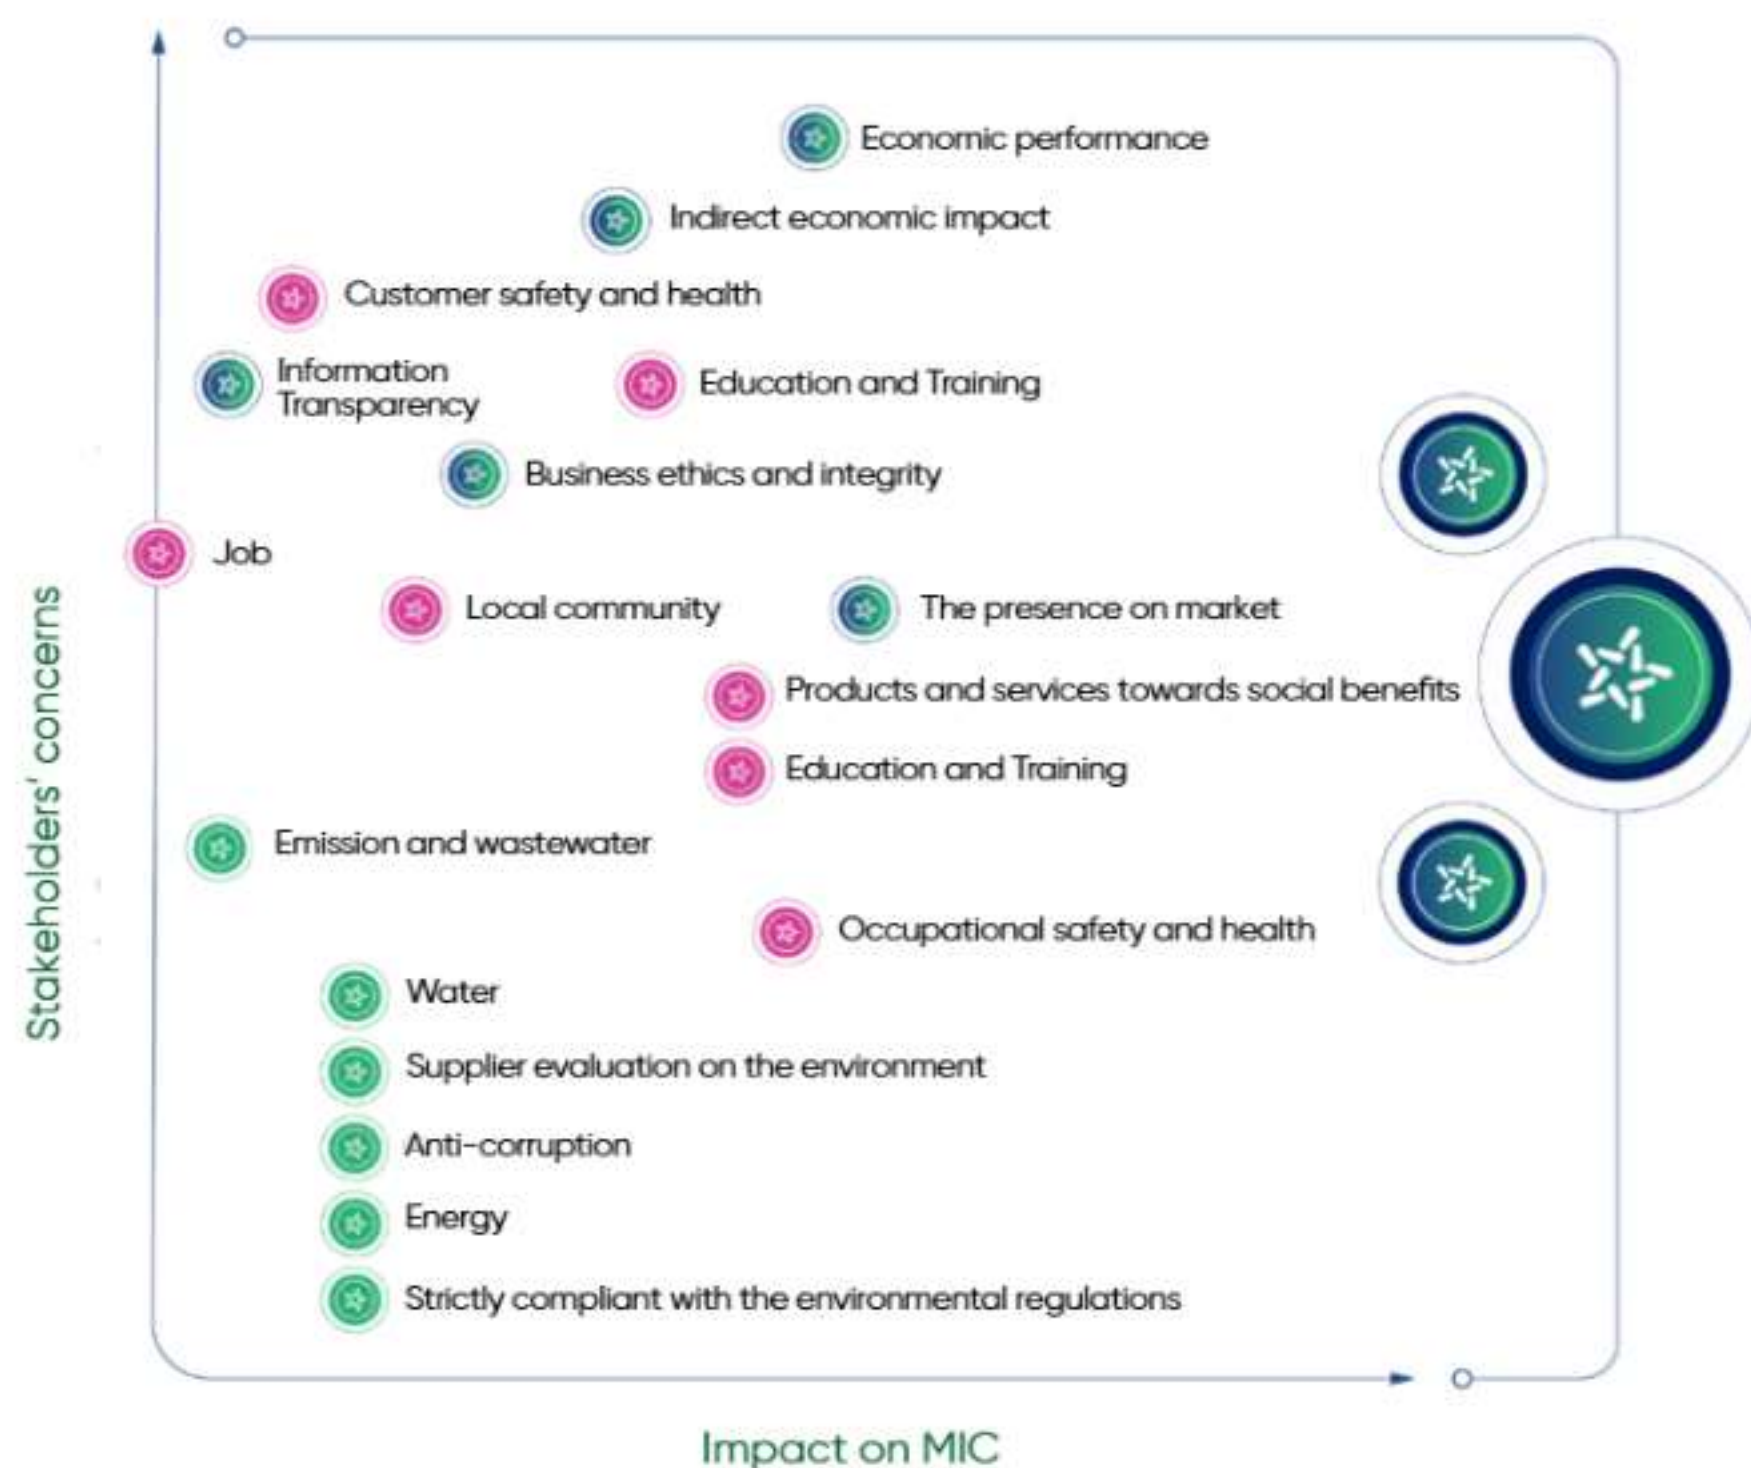 Economic performance
Indirect economic impact
Customer safety and health
Information
Transparency
Education and Training
Business ethics and integrity
Job
Local community
The presence on market
Products and services towards social benefits
Education and Training
Emission and wastewater
Occupational safety and health
Water
Supplier evaluation on the environment
Anti-corruption
Energy
Strictly compliant with the environmental regulations
Stakeholders' concerns
Impact on MIC